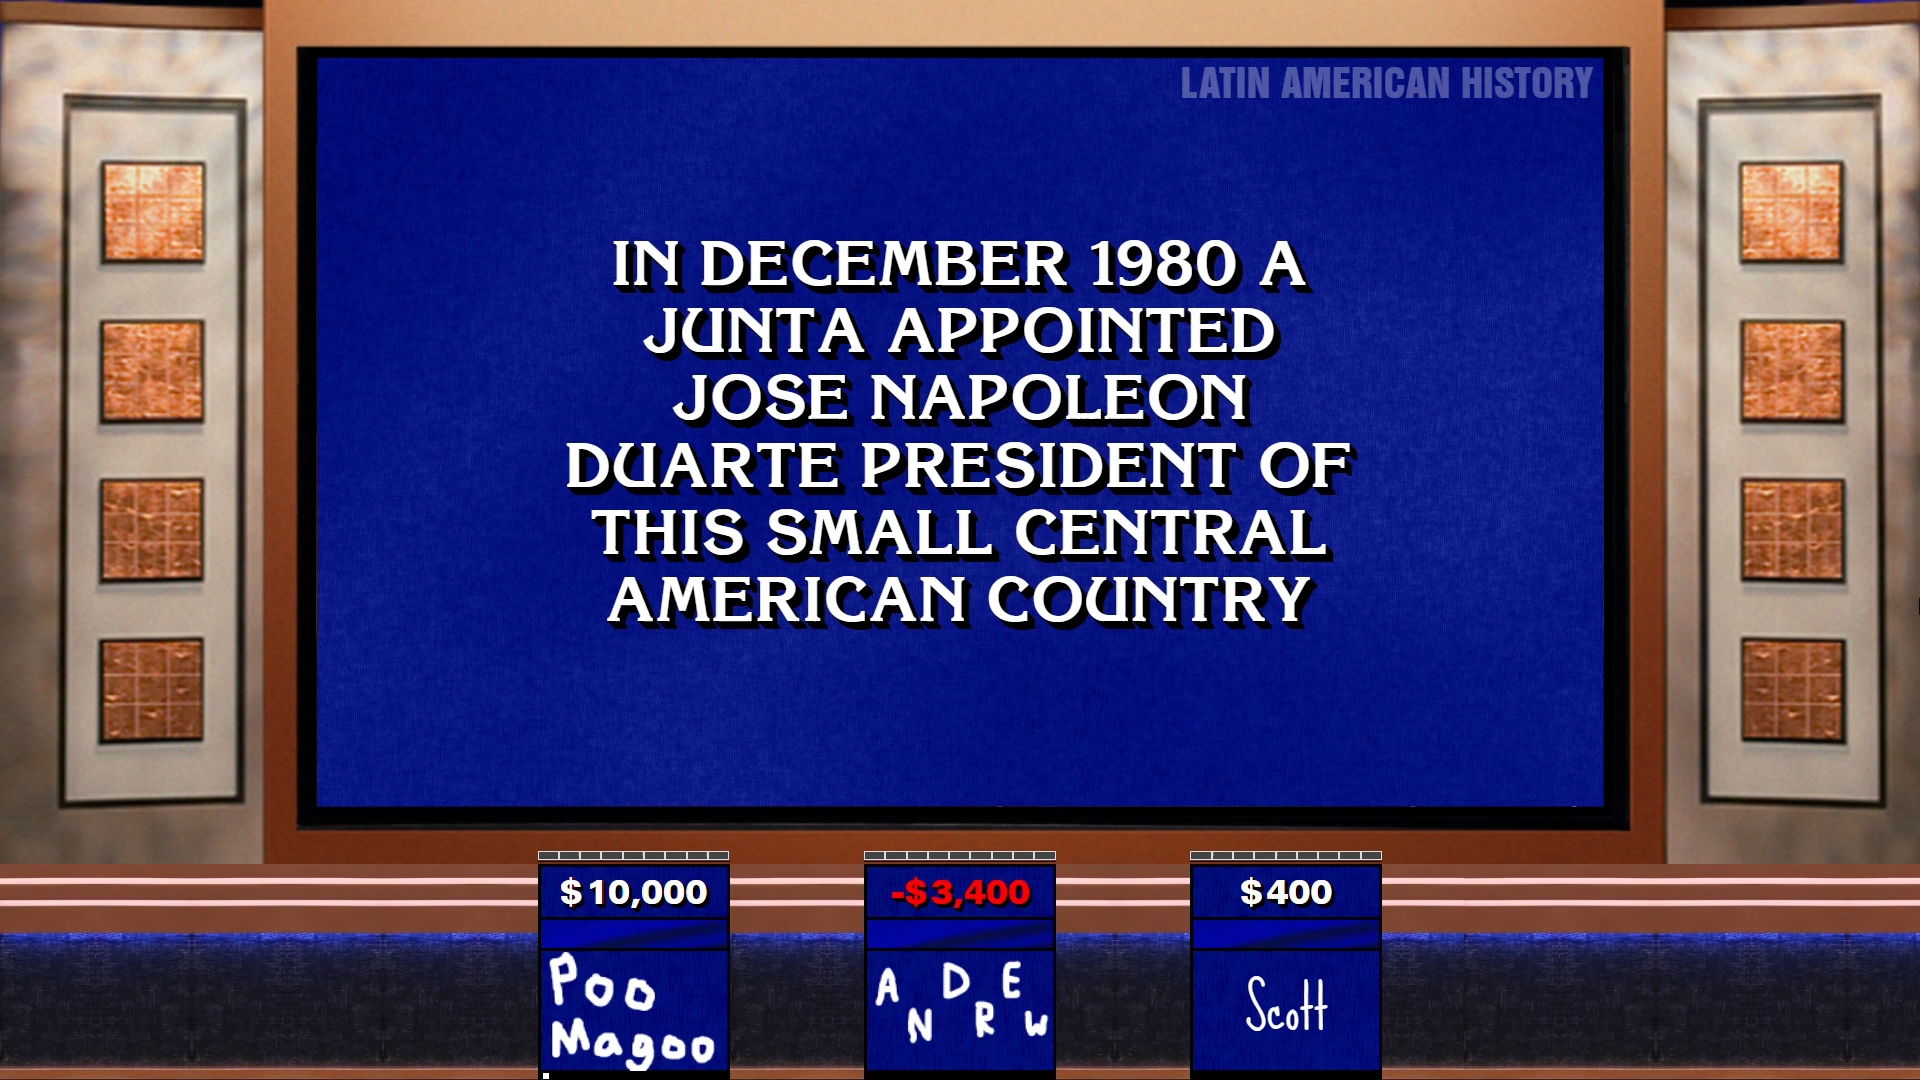 LATIN AMERICAN HISTORY
IN DECEMBER 1980 A
JUNTA APPOINTED
JOSE NAPOLEON
DUARTE PRESIDENT OF
THIS SMALL CENTRAL
AMERICAN COUNTRY
$10,000
-$3,400
$400
Poo
Magoo
ANDREW
Scott